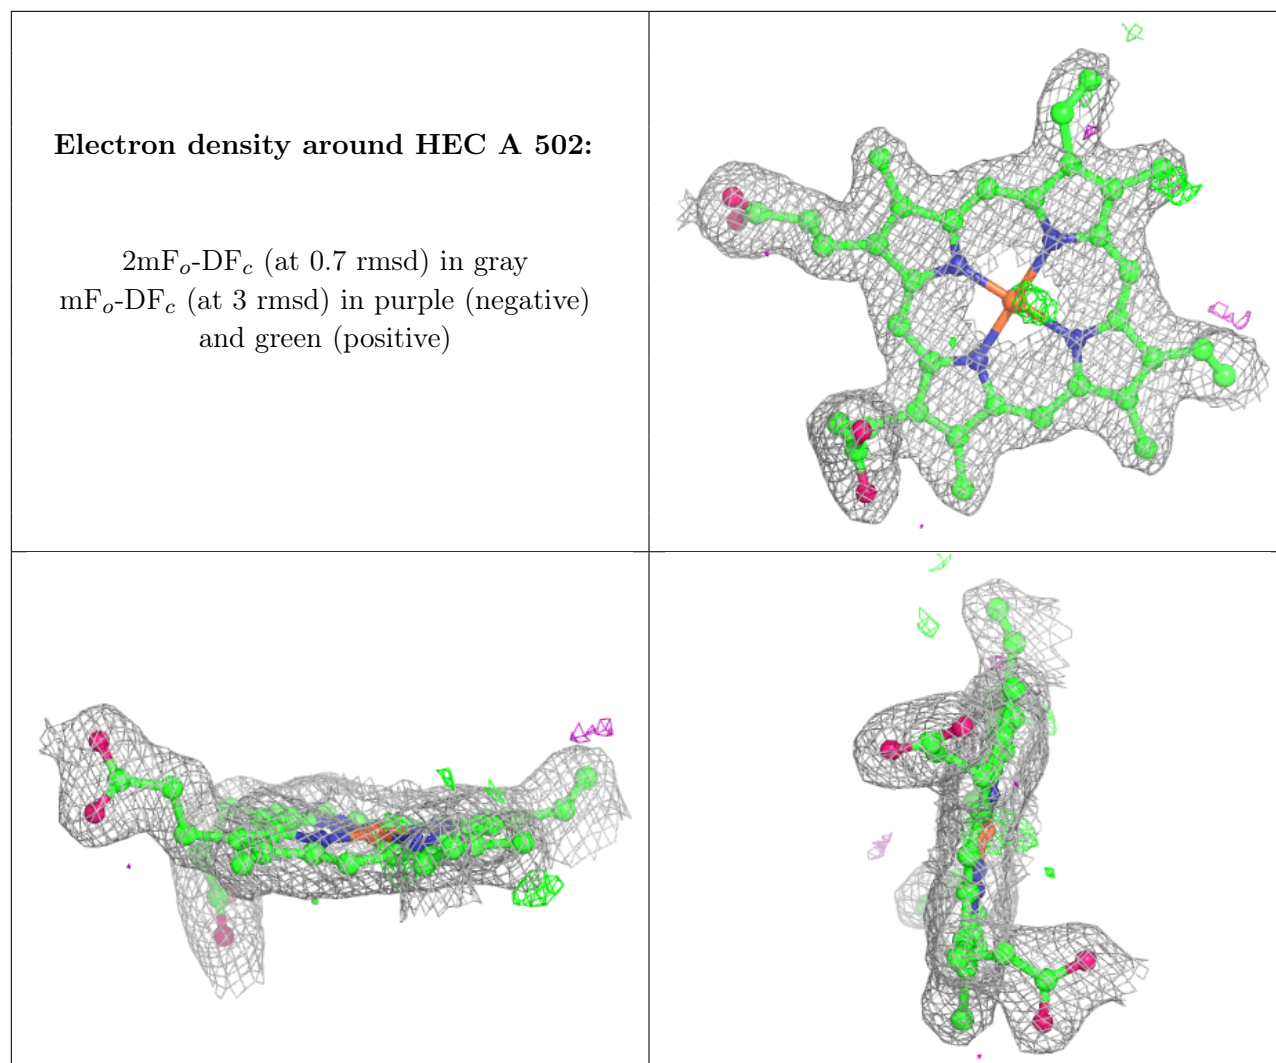 Electron density around HEC A 502:
2mFo-DFc (at 0.7 rmsd) in gray
mFo-DFc (at 3 rmsd) in purple (negative)
and green (positive)